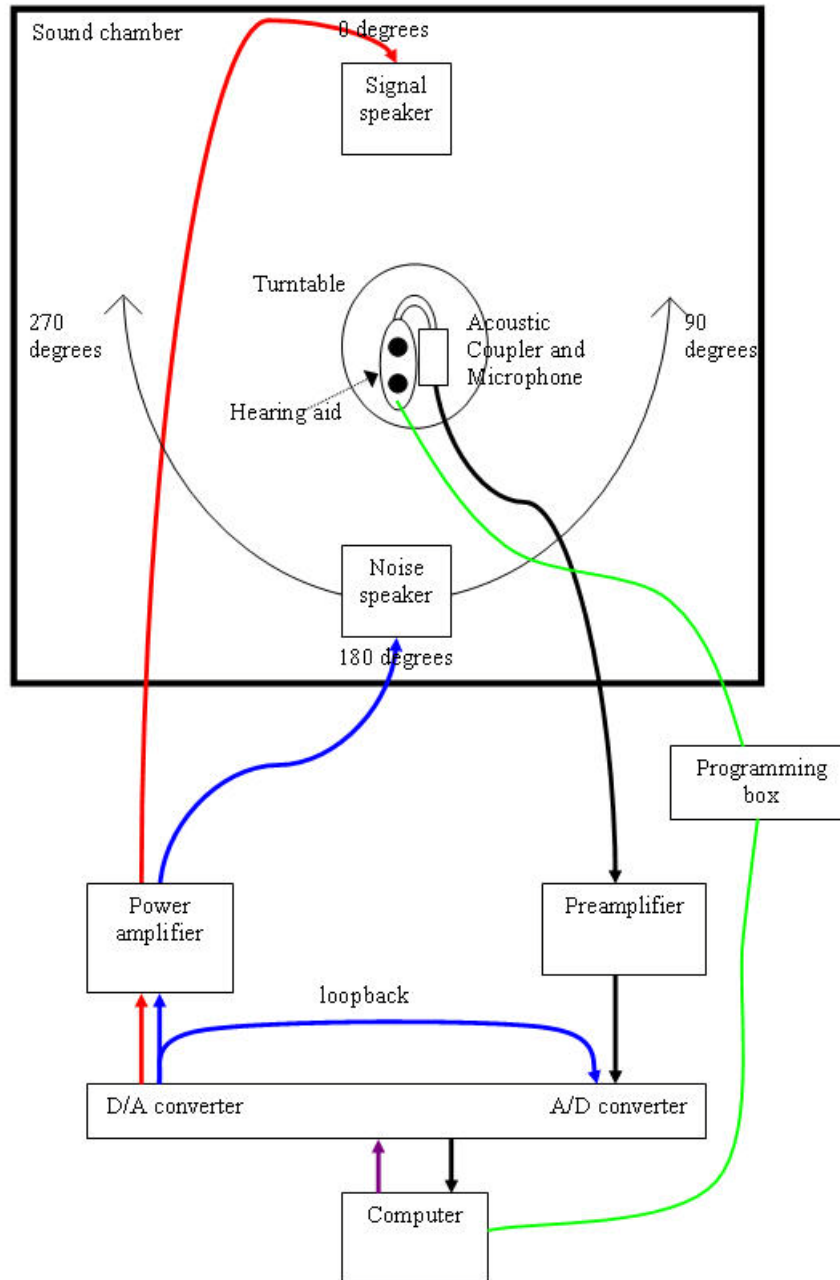 Sound chamber
0 degrees
Signal
speaker
Turntable
270
degrees
Acoustic
Coupler and
Microphone
90
degrees
Hearing aid
Noise
speaker
180 degrees
Programming
box
Power
amplifier
Preamplifier
loopback
D/A converter
A/D converter
Computer